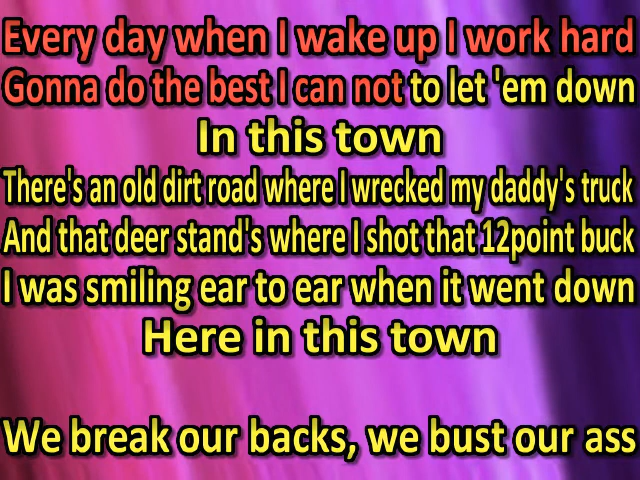 Every day when I wake up I work hard
Gonna do the best I can not to let 'em down
In this town
There's an old dirt road where I wrecked my daddy's truck
And that deer stand's where I shot that 12point buck
I was smiling ear to ear when it went down
Here in this town
We break our backs, we bust our ass